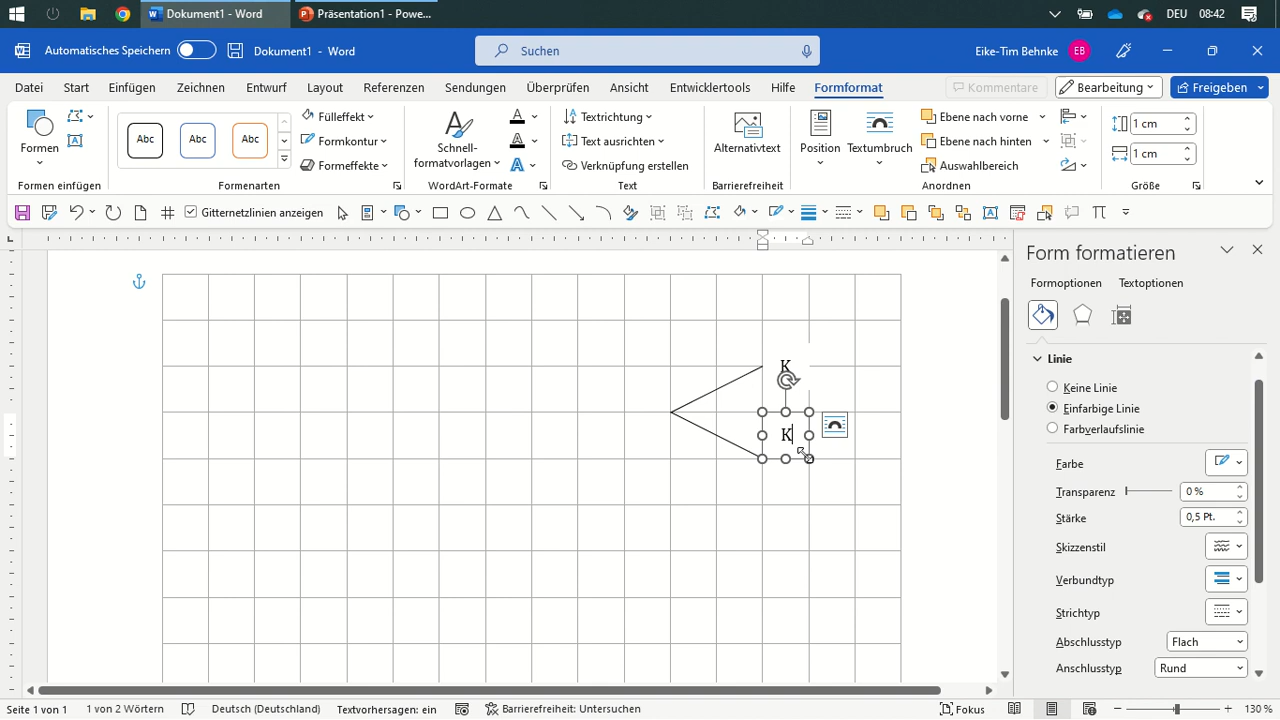 Dokument1 - Word
Präsentation1 - Powe...
DEU
08:42
Automatisches Speichern
Dokument1 - Word
Suchen
Eike-Tim Behnke
EB
Datei
Start
Einfügen
Zeichnen
Entwurf
Layout
Referenzen
Sendungen
Überprüfen
Ansicht
Entwicklertools
Hilfe
Formformat
Kommentare
Bearbeitung
Freigeben
Formen
Abc
Abc
Abc
Fülleffekt
Formkontur
Formeffekte
Schnell-
formatvorlagen
Textrichtung
Text ausrichten
Verknüpfung erstellen
Alternativtext
Position
Textumbruch
Ebene nach vorne
Ebene nach hinten
Auswahlbereich
1 cm
1 cm
Formen einfügen
Formenarten
WordArt-Formate
Text
Barrierefreiheit
Anordnen
Größe
Gitternetzlinien anzeigen
K
K
Form formatieren
Formoptionen
Textoptionen
Linie
Keine Linie
Einfarbige Linie
Farbverlaufslinie
Farbe
Transparenz
0 %
Stärke
0,5 Pt.
Skizzenstil
Verbundtyp
Strichtyp
Abschlusstyp
Flach
Anschlusstyp
Rund
Seite 1 von 1
1 von 2 Wörtern
Deutsch (Deutschland)
Textvorhersagen: ein
Barrierefreiheit: Untersuchen
Fokus
130 %